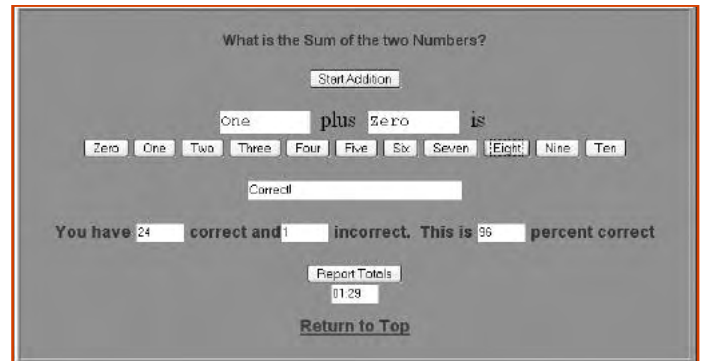 What is the Sum of the two Numbers?
Start Addition
One plus Zero is
Zero One Two Three Four Five Six Seven Eight Nine Ten
Correct!
You have 24 correct and 1 incorrect. This is 96 percent correct
Report Totals
01:29
Return to Top